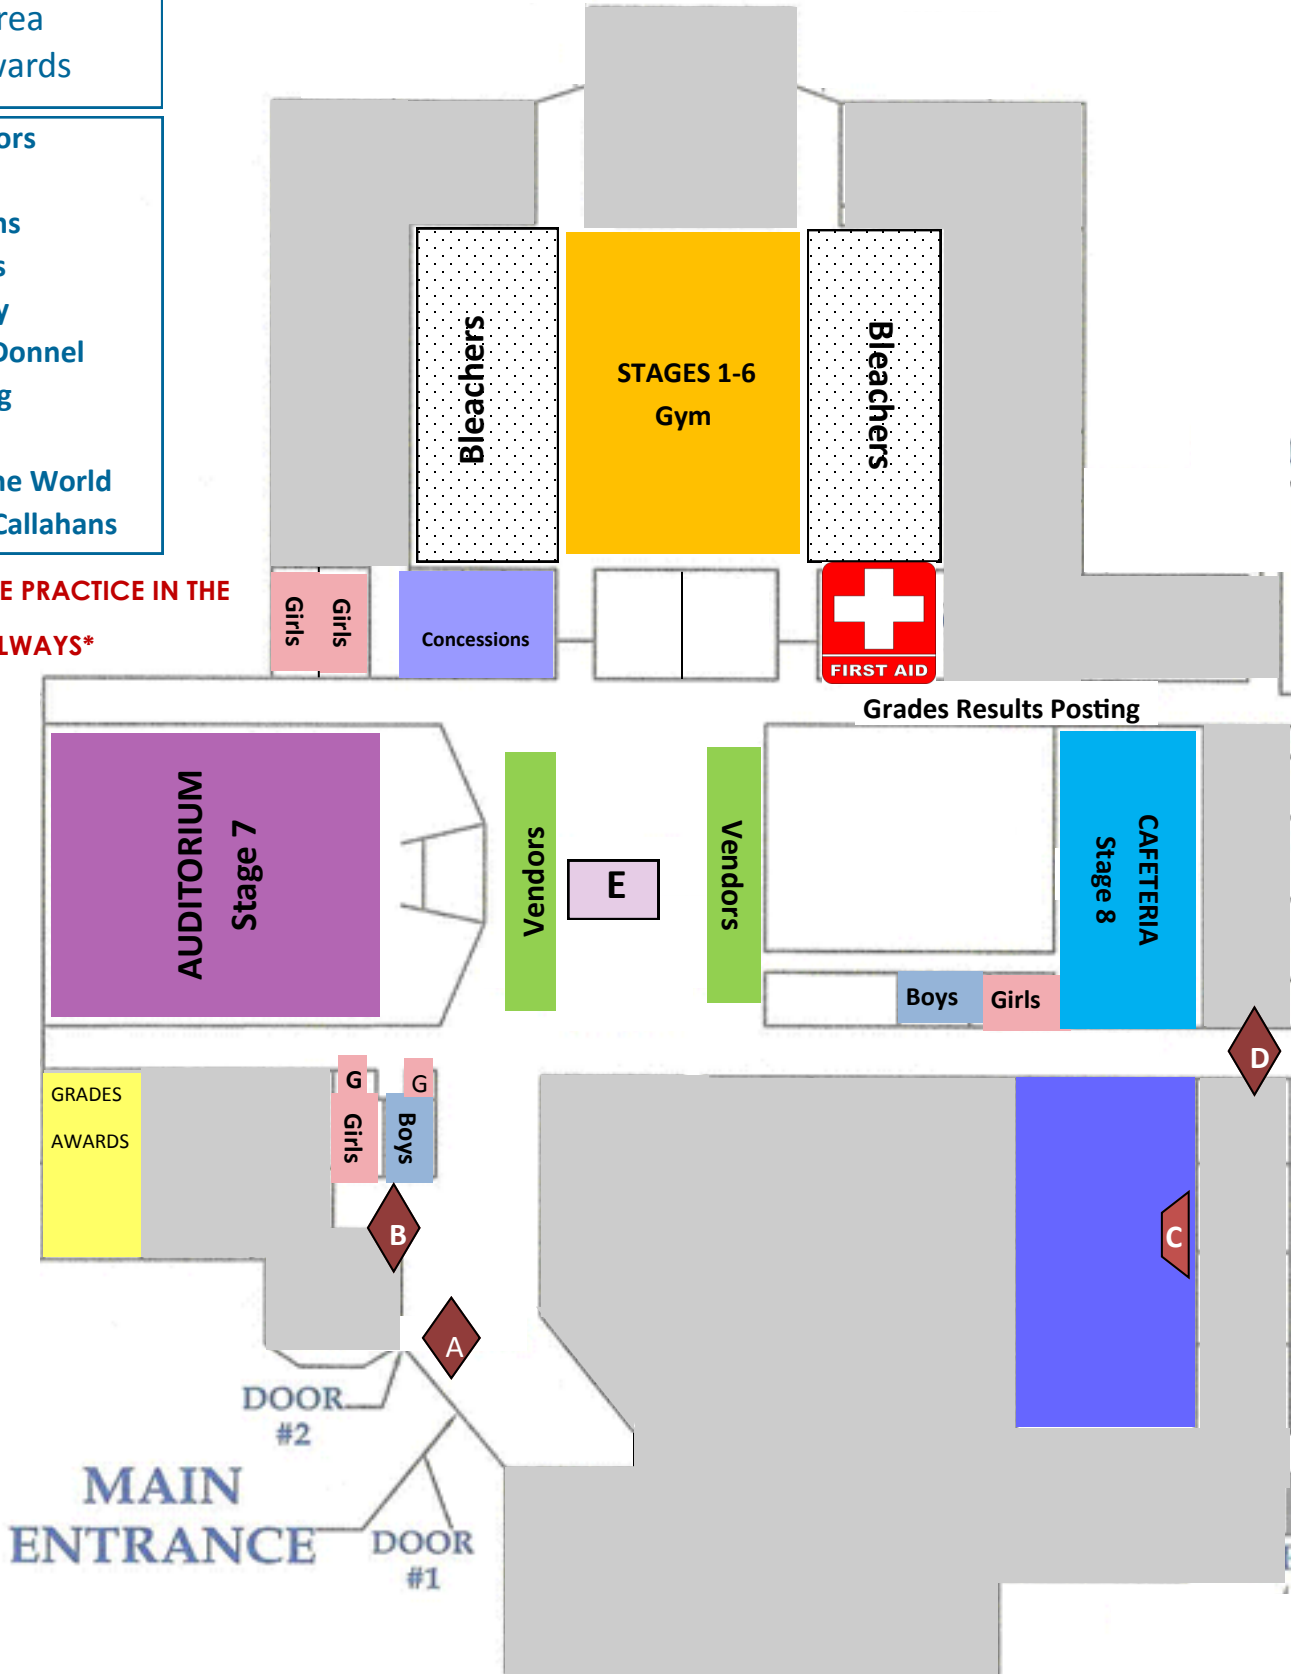 rea
vards
ors
ns
s
y
Donnel
g
ne World
Callahans
E PRACTICE IN THE
LWAYS*
Bleachers
STAGES 1-6
Gym
Bleachers
Girls
Girls
Concessions
FIRST AID
Grades Results Posting
AUDITORIUM
Stage 7
Vendors
E
Vendors
CAFETERIA
Stage 8
Boys
Girls
D
GRADES
AWARDS
G
G
Girls
Boys
B
C
A
DOOR
#2
MAIN
ENTRANCE
DOOR
#1